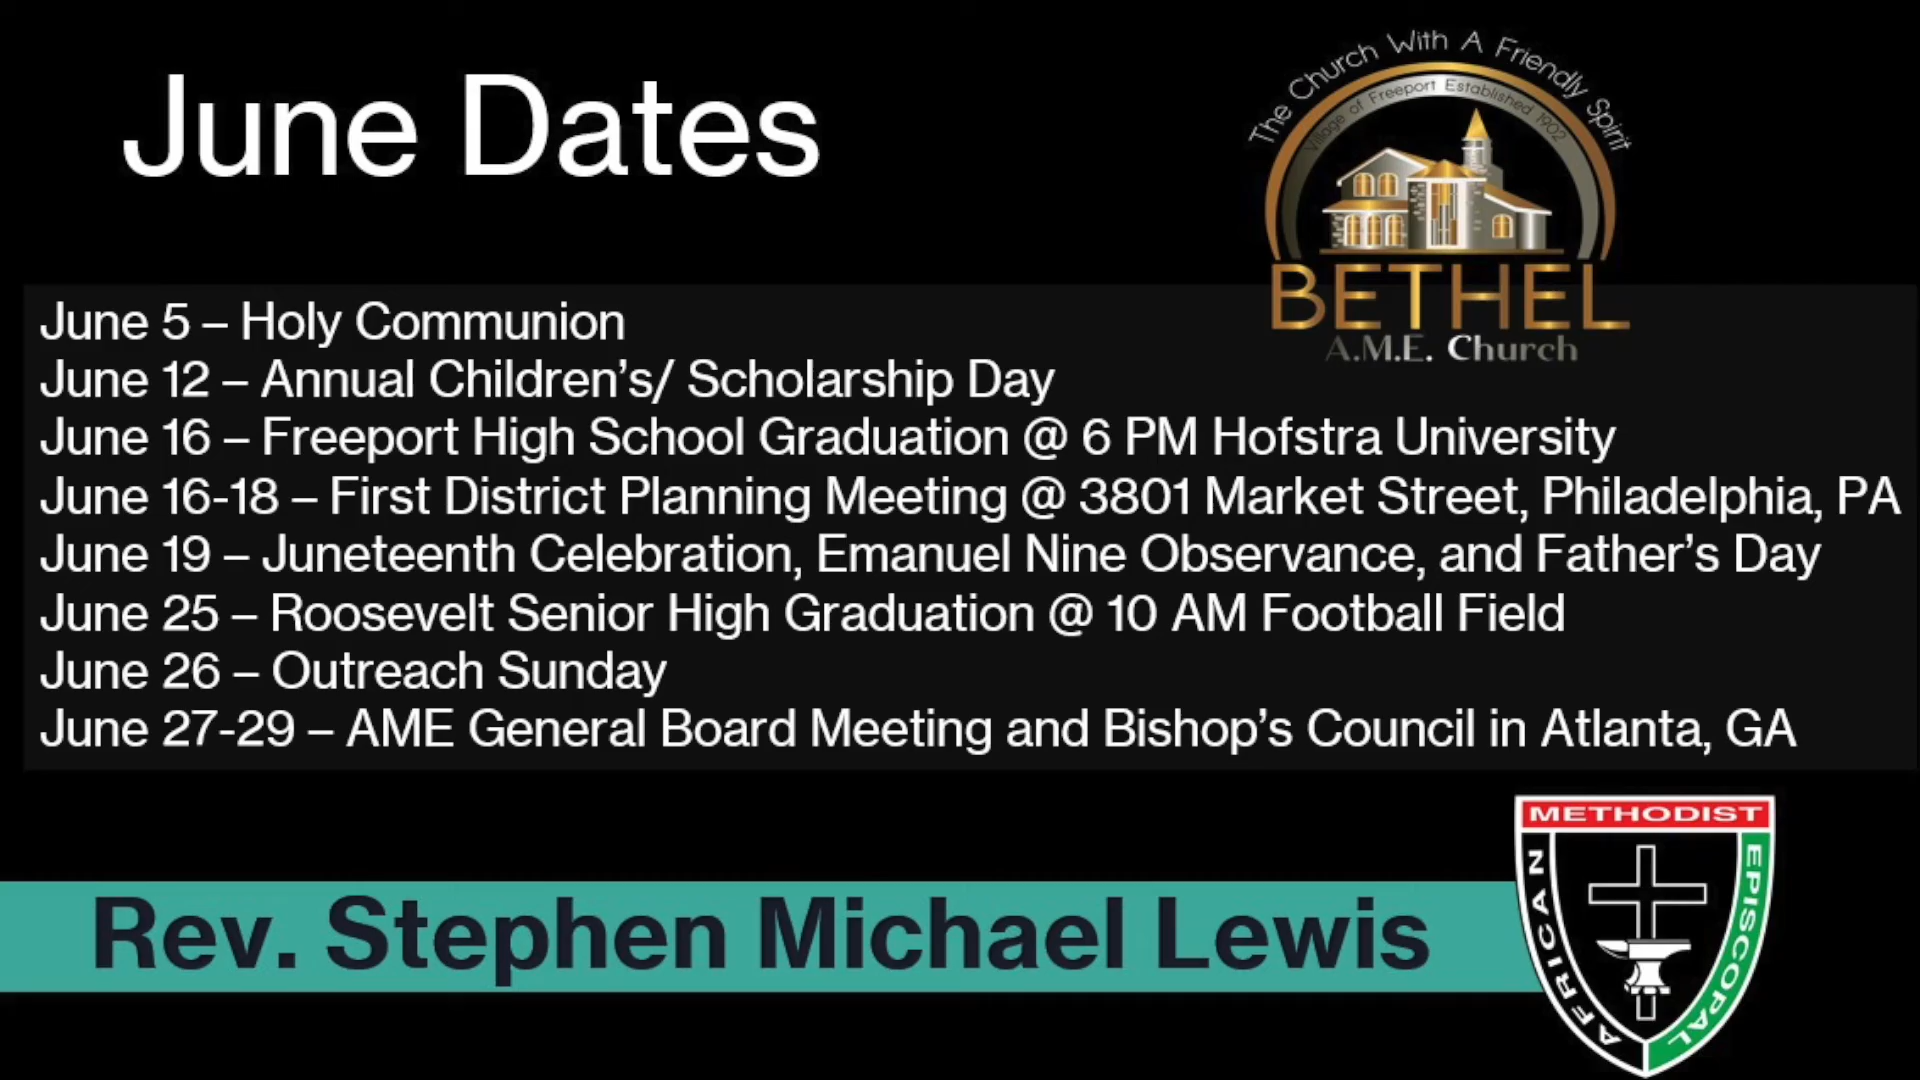 June Dates
The Church With A Friendly Spirit
Village of Freeport Established 1902
BETHEL
A.M.E. Church
June 5 – Holy Communion
June 12 – Annual Children’s/ Scholarship Day
June 16 – Freeport High School Graduation @ 6 PM Hofstra University
June 16-18 – First District Planning Meeting @ 3801 Market Street, Philadelphia, PA
June 19 – Juneteenth Celebration, Emanuel Nine Observance, and Father’s Day
June 25 – Roosevelt Senior High Graduation @ 10 AM Football Field
June 26 – Outreach Sunday
June 27-29 – AME General Board Meeting and Bishop’s Council in Atlanta, GA
Rev. Stephen Michael Lewis
AFRICAN
METHODIST
EPISCOPAL